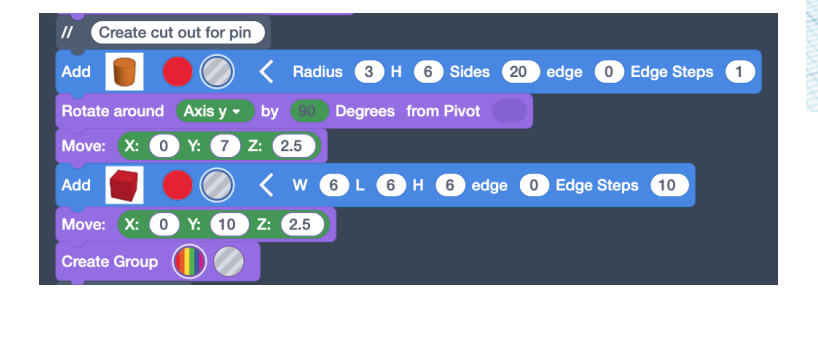 // Create cut out for pin
Add Radius 3 H 6 Sides 20 edge 0 Edge Steps 1
Rotate around Axis y by 90 Degrees from Pivot
Move: X: 0 Y: 7 Z: 2.5
Add W 6 L 6 H 6 edge 0 Edge Steps 10
Move: X: 0 Y: 10 Z: 2.5
Create Group